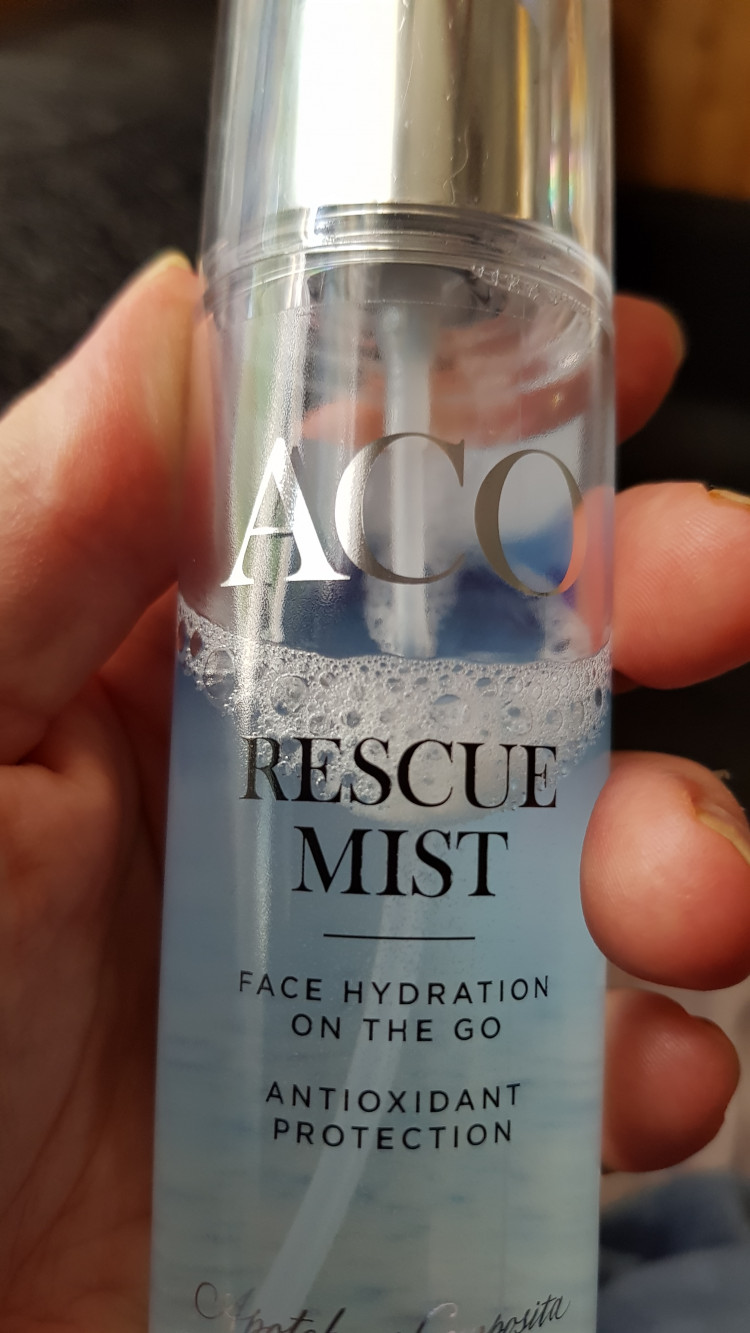 ACO
RESCUE
MIST
FACE HYDRATION
ON THE GO
ANTIOXIDANT
PROTECTION